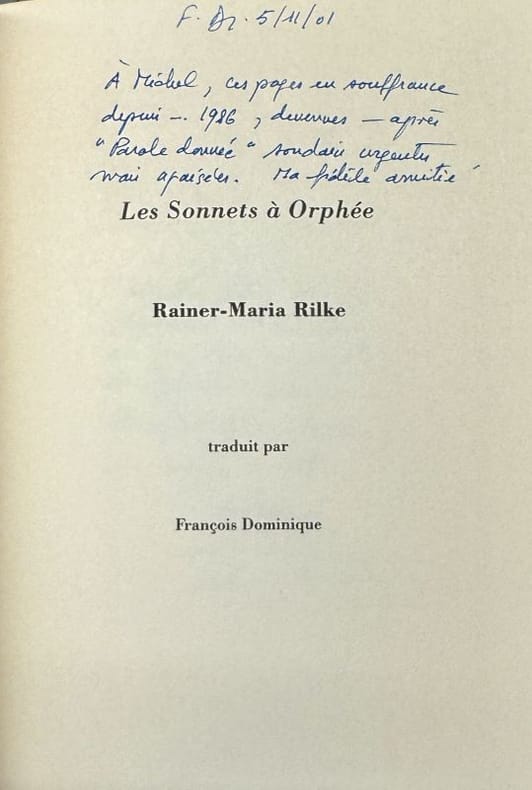 F. D. 5/11/01
À Michel, ces pages en souffrance
depuis -. 1986, devenues — après
"Parole donnée" soudain urgentes
mais apaisées. Ma fidèle amitié
Les Sonnets à Orphée
Rainer-Maria Rilke
traduit par
François Dominique